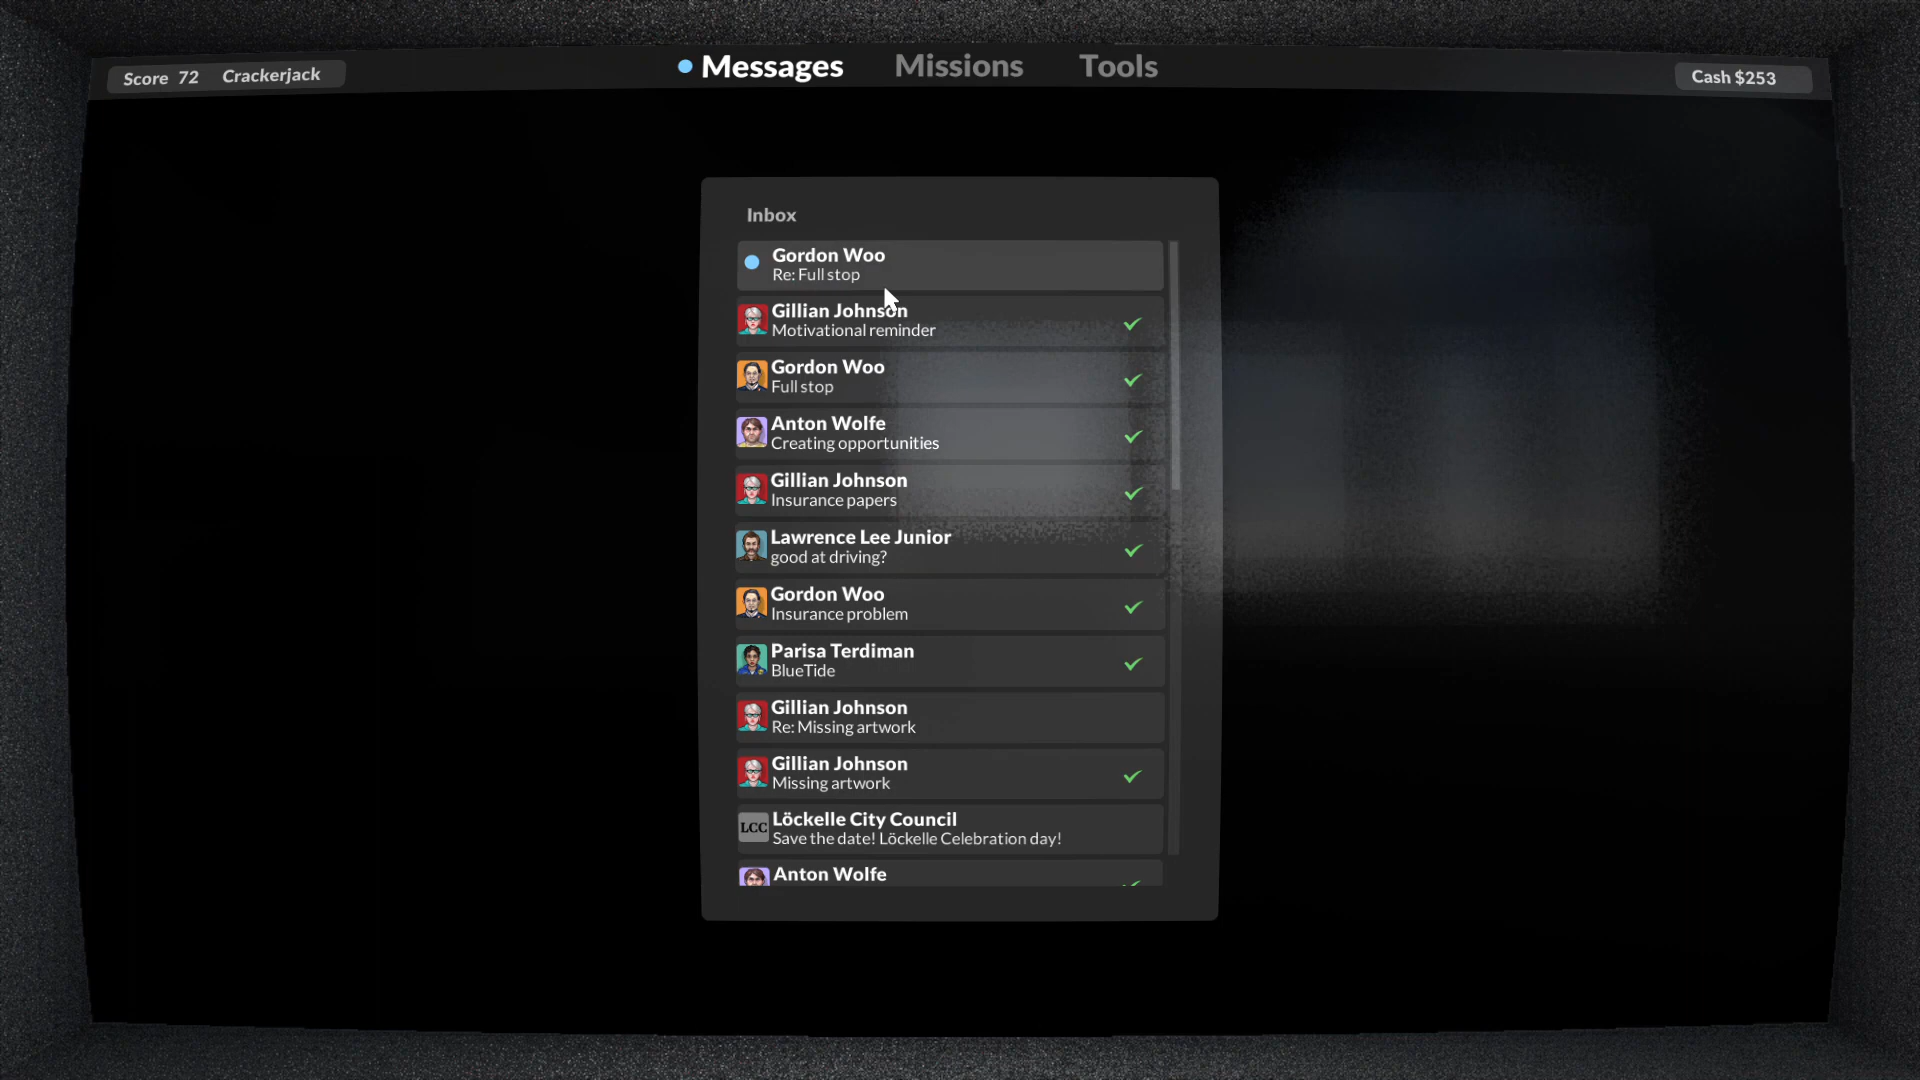 Score 72 Crackerjack
Messages Missions Tools
Cash $253
Inbox
Gordon Woo
Re: Full stop
Gillian Johnson
Motivational reminder
Gordon Woo
Full stop
Anton Wolfe
Creating opportunities
Gillian Johnson
Insurance papers
Lawrence Lee Junior
good at driving?
Gordon Woo
Insurance problem
Parisa Terdiman
BlueTide
Gillian Johnson
Re: Missing artwork
Gillian Johnson
Missing artwork
LCC
Löckelle City Council
Save the date! Löckelle Celebration day!
Anton Wolfe